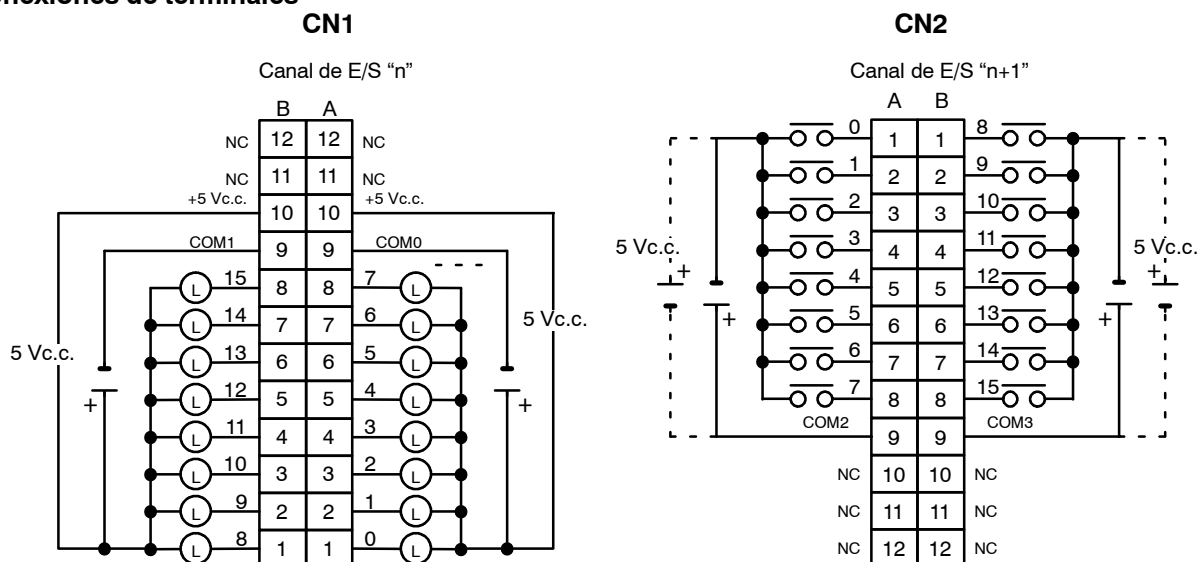 CN1
Canal de E/S “n”
B A
NC 12 12 NC
NC 11 11 NC
+5 Vc.c. 10 10 +5 Vc.c.
COM1 9 9 COM0
L 15 8 8 7 L
L 14 7 7 6 L
L 13 6 6 5 L
L 12 5 5 4 L
L 11 4 4 3 L
L 10 3 3 2 L
L 9 2 2 1 L
L 8 1 1 0 L
5 Vc.c.
+
5 Vc.c.
+
CN2
Canal de E/S “n+1”
A B
0 1 1 8
1 2 2 9
2 3 3 10
3 4 4 11
4 5 5 12
5 6 6 13
6 7 7 14
7 8 8 15
COM2 9 9 COM3
NC 10 10 NC
NC 11 11 NC
NC 12 12 NC
5 Vc.c.
+
+
5 Vc.c.
+
+